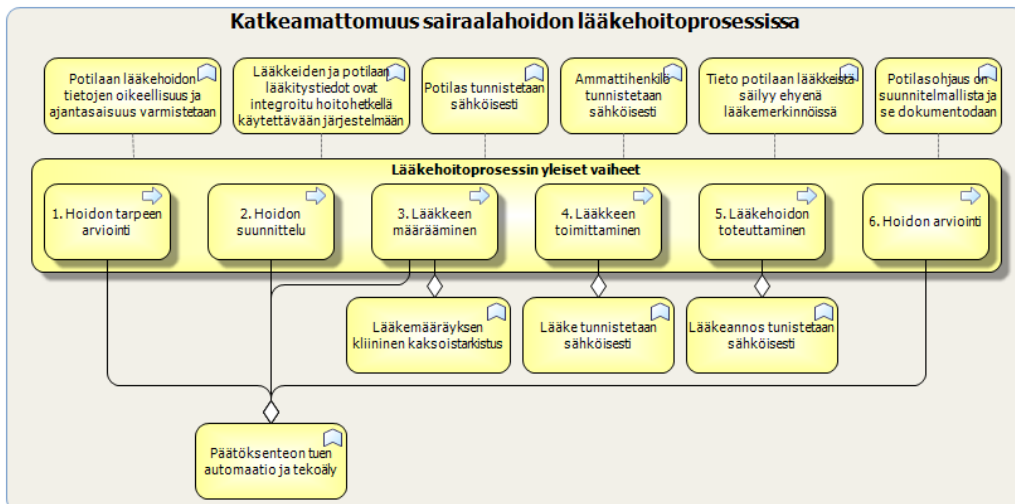 Katkeamattomuus sairaalahoidon lääkehoitoprosessissa
Potilaan lääkehoidon
tietojen oikeellisuus ja
ajantasaisuus varmistetaan
Lääkkeiden ja potilaan
lääkitystiedot ovat
integroitu hoitohetkellä
käytettävään järjestelmään
Potilas tunnistetaan
sähköisesti
Ammattihenkilö
tunnistetaan
sähköisesti
Tieto potilaan lääkkeistä
säilyy ehyenä
lääkemerkinnöissä
Potilasohjaus on
suunnitelmallista ja
se dokumentodaan
Lääkehoitoprosessin yleiset vaiheet
1. Hoidon tarpeen
arviointi
2. Hoidon
suunnittelu
3. Lääkkeen
määrääminen
4. Lääkkeen
toimittaminen
5. Lääkehoidon
toteuttaminen
6. Hoidon arviointi
Lääkemääräyksen
kliininen kaksoistarkistus
Lääke tunnistetaan
sähköisesti
Lääkeannos tunistetaan
sähköisesti
Päätöksenteon tuen
automaatio ja tekoäly